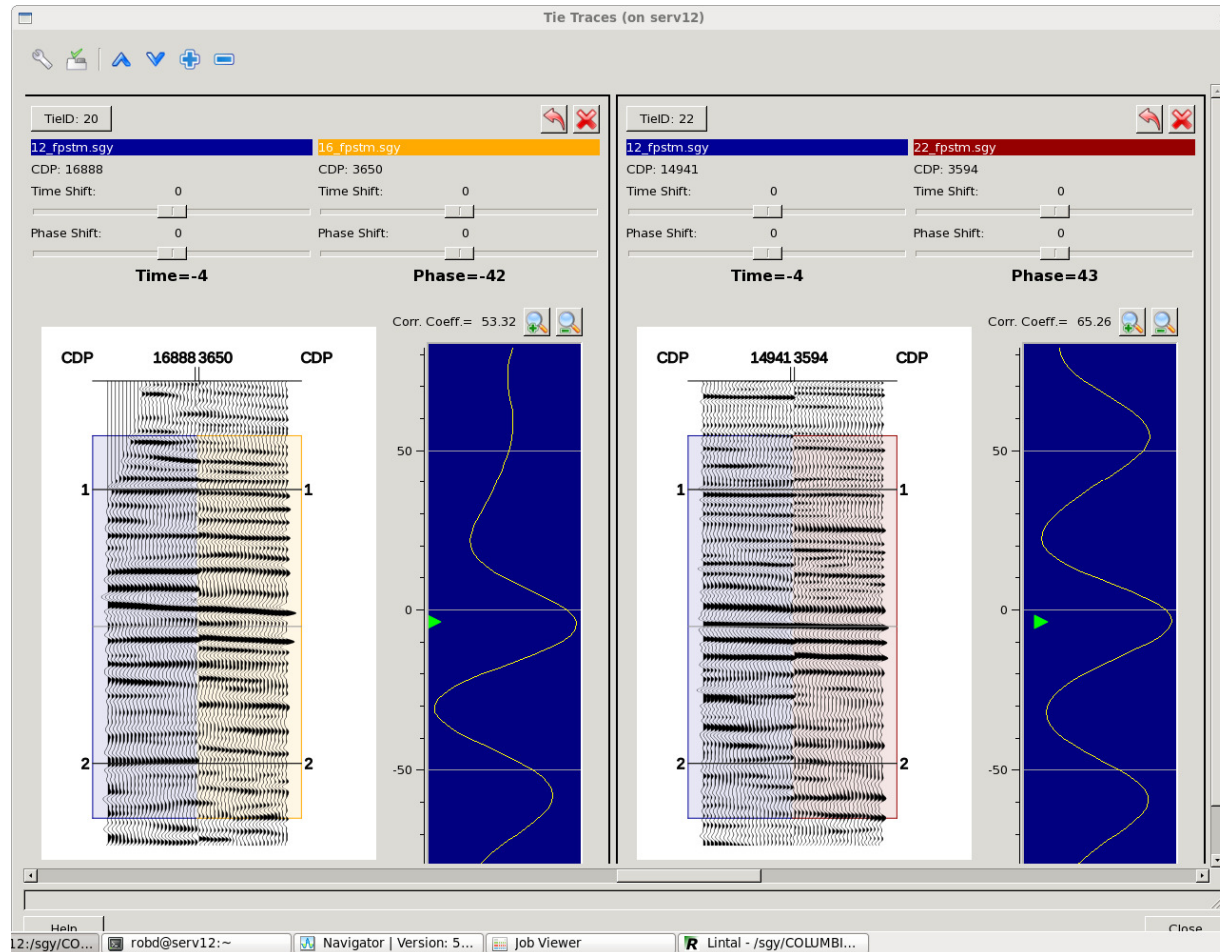 Tie Traces (on serv12)
TieID: 20
12_fpstm.sgy 16_fpstm.sgy
CDP: 16888 CDP: 3650
Time Shift: 0 Time Shift: 0
Phase Shift: 0 Phase Shift: 0
Time=-4 Phase=-42
Corr. Coeff.= 53.32
CDP 16888 3650 CDP
1 1
2 2
50
0
-50
TieID: 22
12_fpstm.sgy 22_fpstm.sgy
CDP: 14941 CDP: 3594
Time Shift: 0 Time Shift: 0
Phase Shift: 0 Phase Shift: 0
Time=-4 Phase=43
Corr. Coeff.= 65.26
CDP 14941 3594 CDP
1 1
2 2
50
0
-50
Help Close
12:/sgy/CO... robd@serv12:~ Navigator | Version: 5... Job Viewer Lintal - /sgy/COLUMBI...